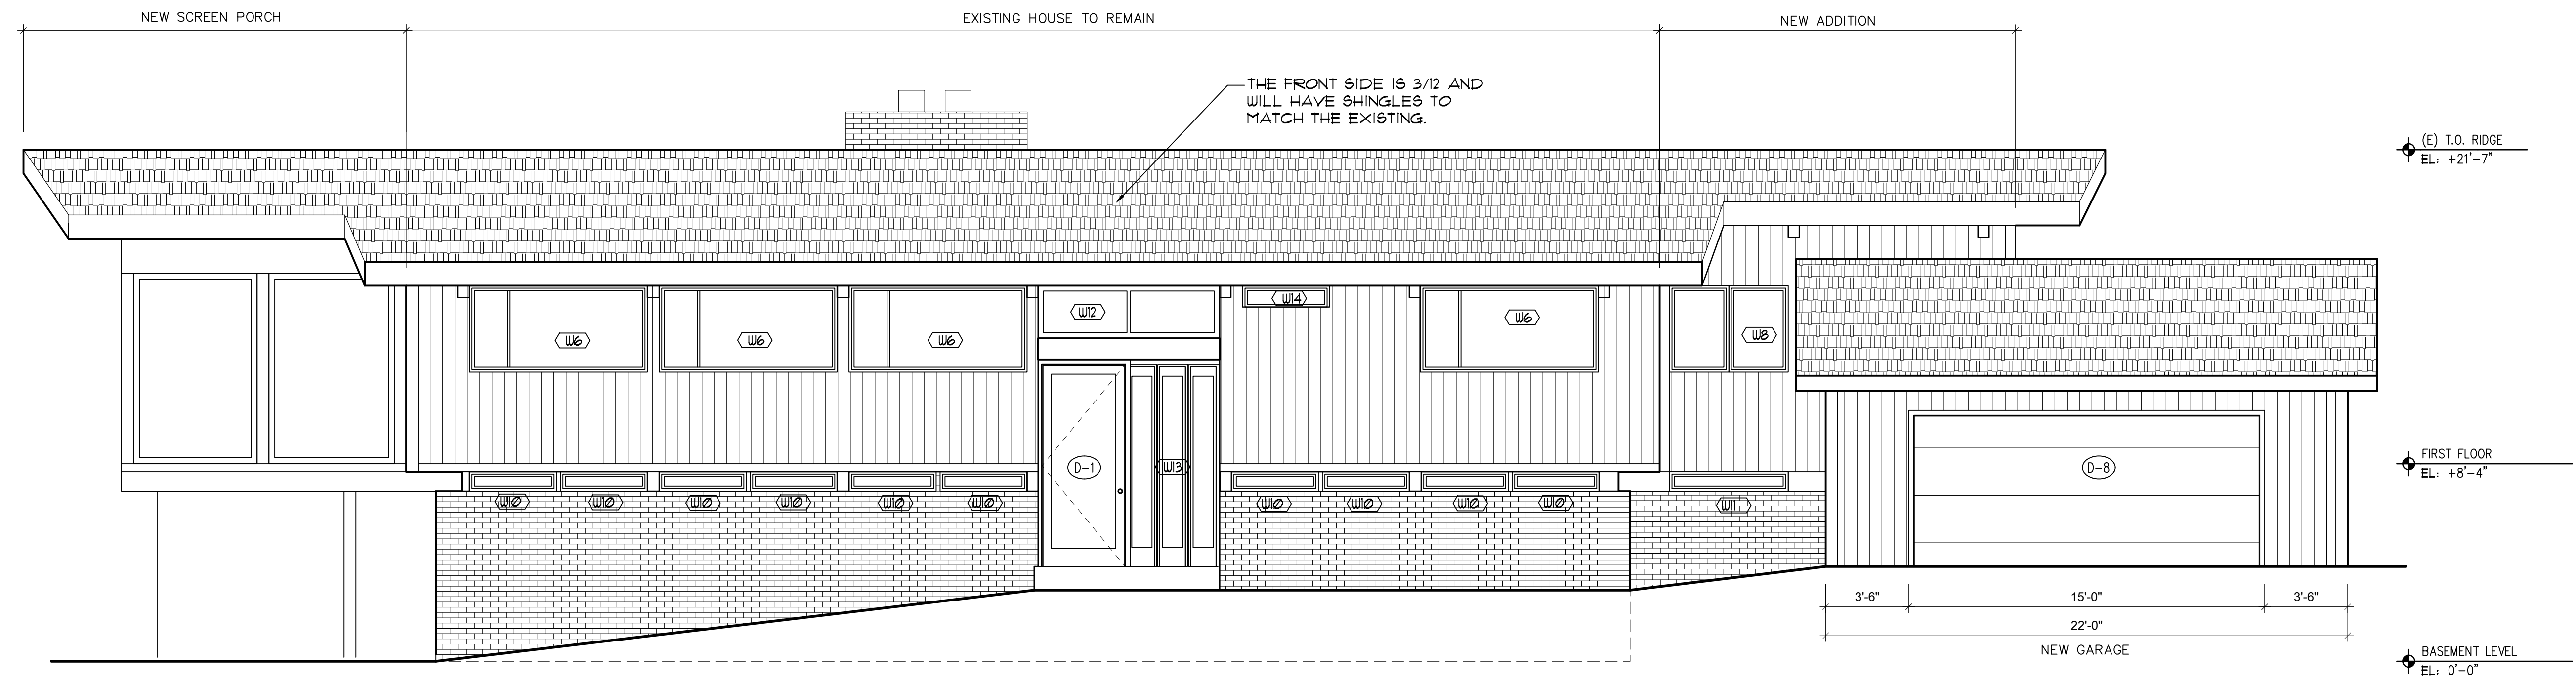 NEW SCREEN PORCH
EXISTING HOUSE TO REMAIN
NEW ADDITION
THE FRONT SIDE IS 3/12 AND
WILL HAVE SHINGLES TO
MATCH THE EXISTING.
(E) T.O. RIDGE
EL: +21'-7"
W6
W6
W6
W12
W14
W6
W8
D-1
W13
D-8
FIRST FLOOR
EL: +8'-4"
W10
W10
W10
W10
W10
W10
W10
W10
W10
W10
W11
3'-6"
15'-0"
3'-6"
22'-0"
NEW GARAGE
BASEMENT LEVEL
EL: 0'-0"